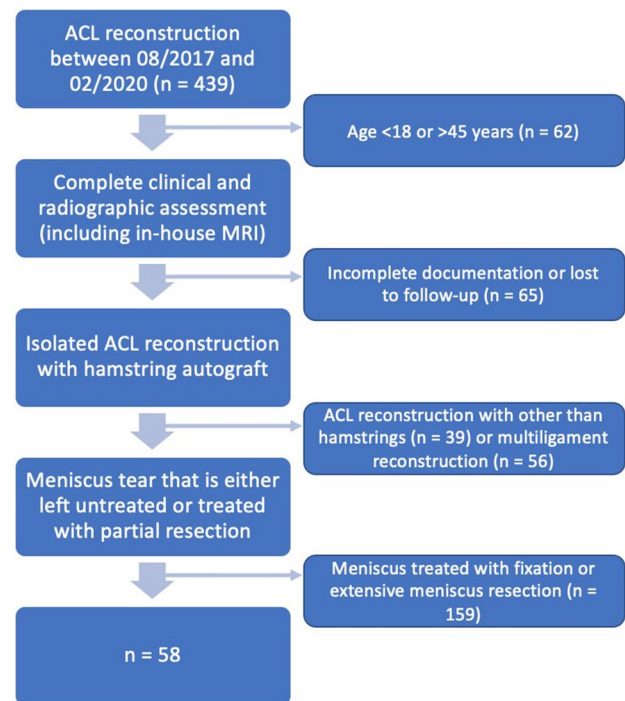 ACL reconstruction
between 08/2017 and
02/2020 (n = 439)
Age <18 or >45 years (n = 62)
Complete clinical and
radiographic assessment
(including in-house MRI)
Incomplete documentation or lost
to follow-up (n = 65)
Isolated ACL reconstruction
with hamstring autograft
ACL reconstruction with other than
hamstrings (n = 39) or multiligament
reconstruction (n = 56)
Meniscus tear that is either
left untreated or treated
with partial resection
Meniscus treated with fixation or
extensive meniscus resection (n =
159)
n = 58